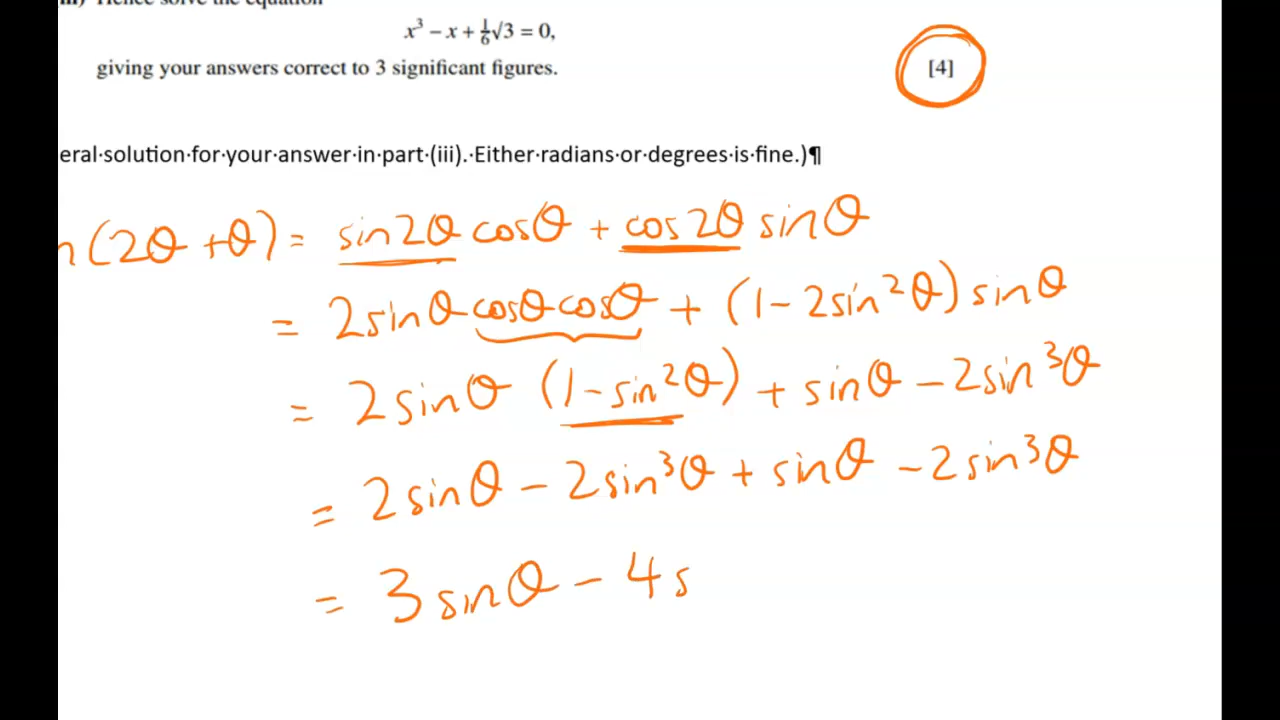 iii) Hence solve the equation
x³ − x + ⅙√3 = 0,
giving your answers correct to 3 significant figures.
[4]
eral·solution·for·your·answer·in·part·(iii).·Either·radians·or·degrees·is·fine.)¶
n(2θ + θ) = sin2θ cosθ + cos2θ sinθ
= 2sinθ cosθ cosθ + (1 − 2sin²θ) sinθ
= 2sinθ (1 − sin²θ) + sinθ − 2sin³θ
= 2sinθ − 2sin³θ + sinθ − 2sin³θ
= 3sinθ − 4s